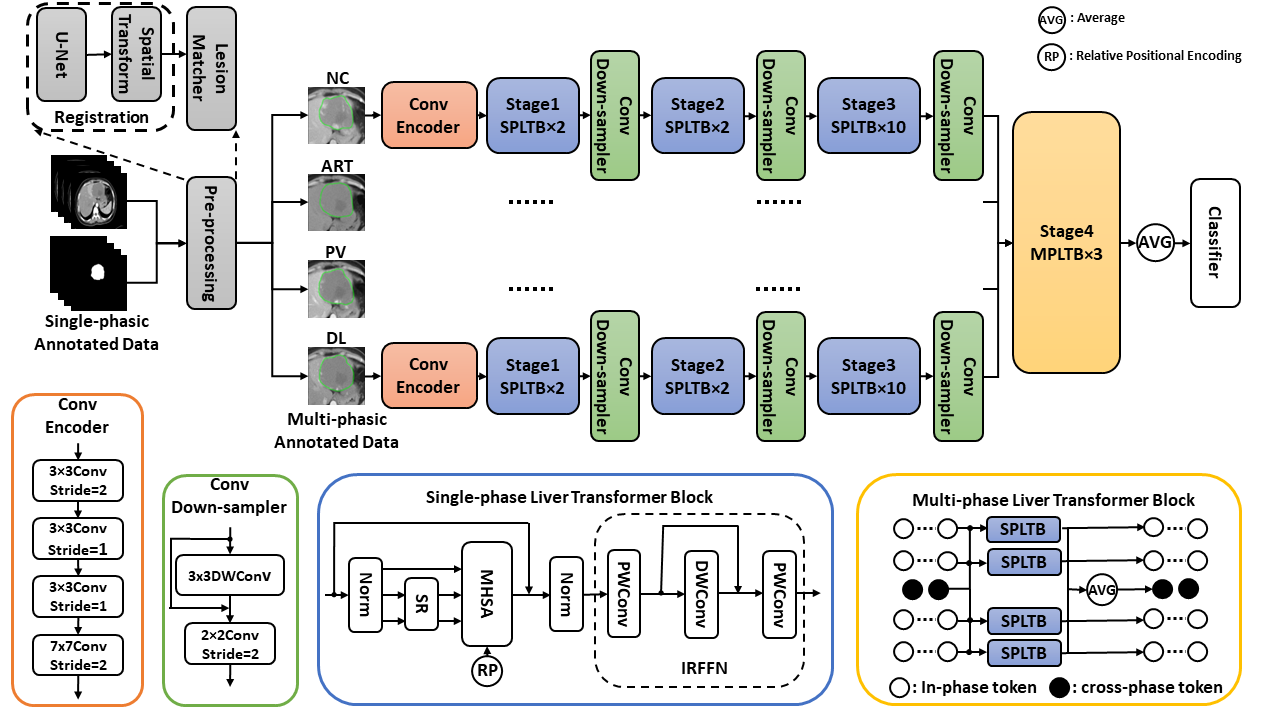 U-Net
Spatial
Transform
Registration
Lesion
Matcher
AVG : Average
RP : Relative Positional Encoding
Pre-processing
Single-phasic
Annotated Data
NC
ART
PV
DL
Multi-phasic
Annotated Data
Conv
Encoder
Stage1
SPLTB×2
Conv
Down-sampler
Stage2
SPLTB×2
Conv
Down-sampler
Stage3
SPLTB×10
Conv
Down-sampler
......
......
......
......
Conv
Encoder
Stage1
SPLTB×2
Conv
Down-sampler
Stage2
SPLTB×2
Conv
Down-sampler
Stage3
SPLTB×10
Conv
Down-sampler
Stage4
MPLTB×3
AVG
Classifier
Conv
Encoder
3×3Conv
Stride=2
3×3Conv
Stride=1
3×3Conv
Stride=1
7x7Conv
Stride=2
Conv
Down-sampler
3x3DWConV
2×2Conv
Stride=2
Single-phase Liver Transformer Block
Norm
SR
MHSA
RP
Norm
PWConv
DWConv
PWConv
IRFFN
Multi-phase Liver Transformer Block
SPLTB
SPLTB
AVG
SPLTB
SPLTB
: In-phase token
: cross-phase token